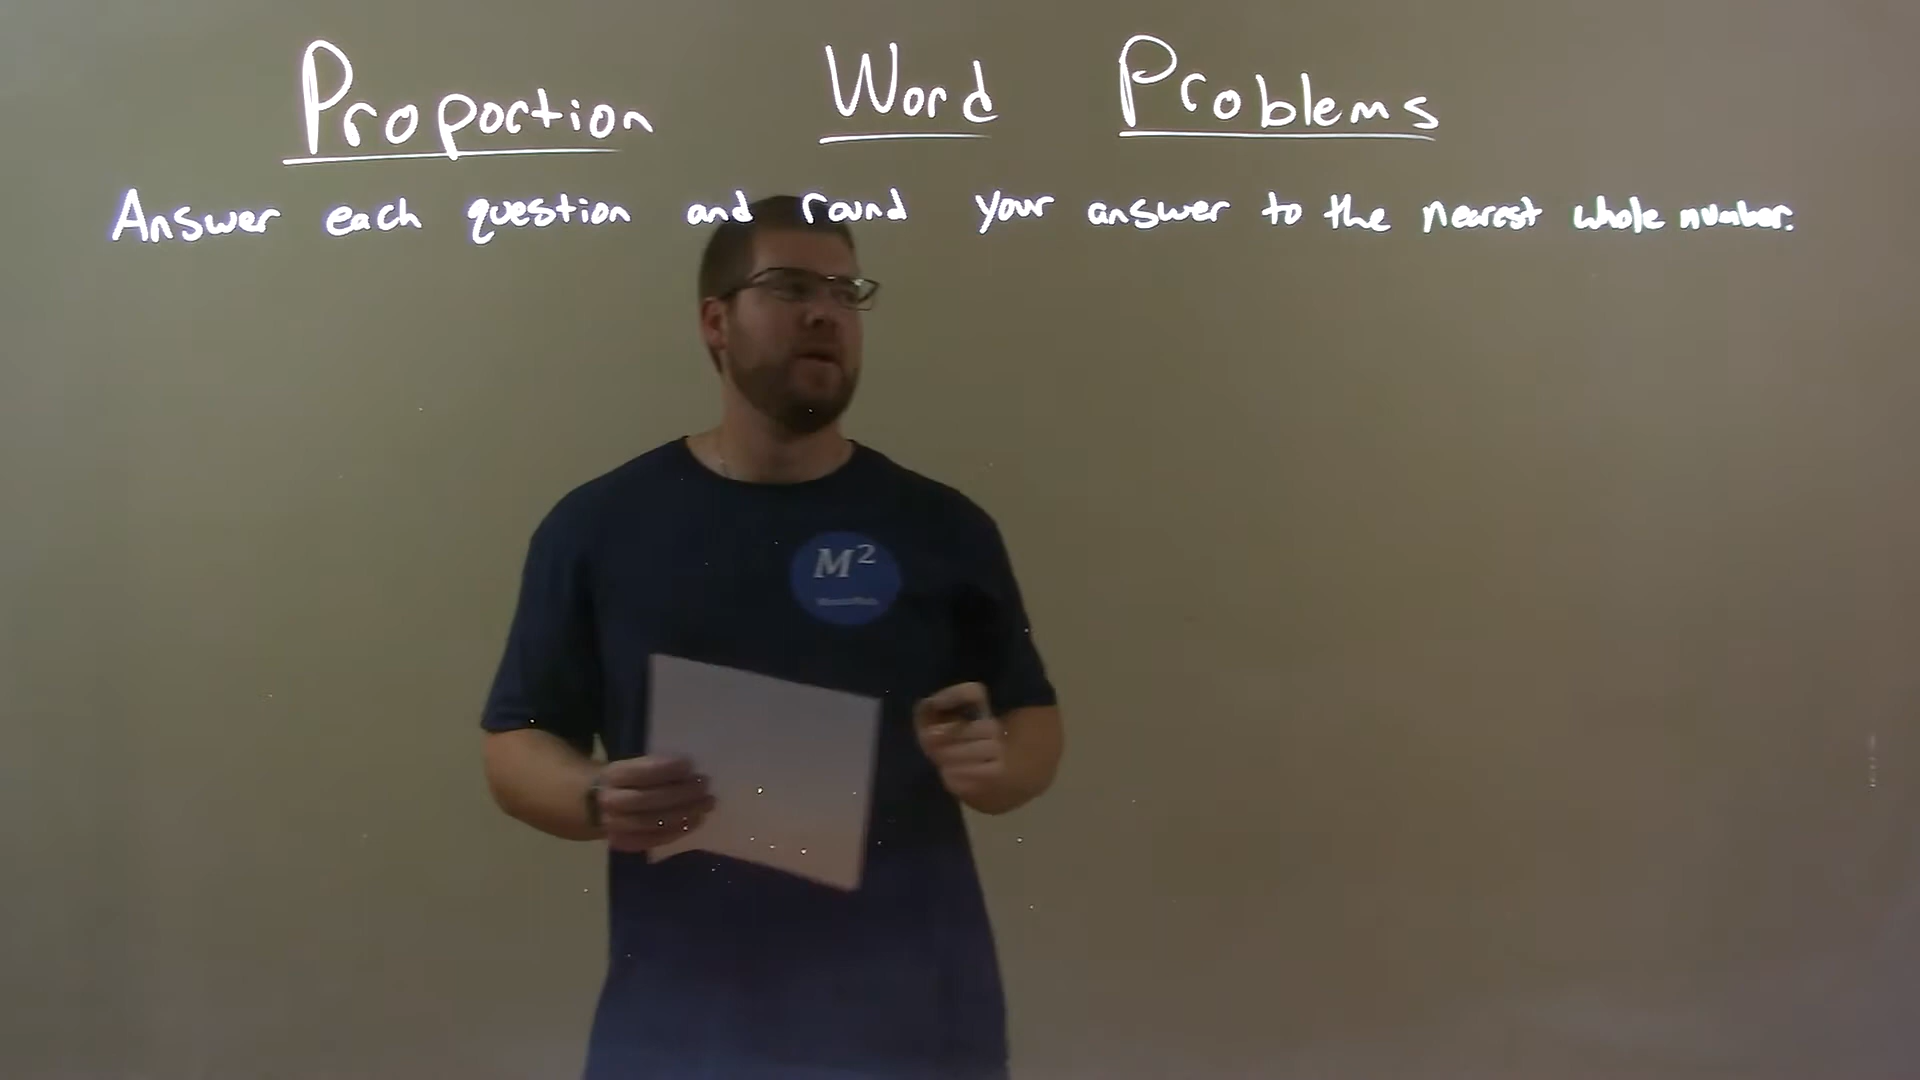 Proportion Word Problems
Answer each question and round your answer to the nearest whole number.
M²